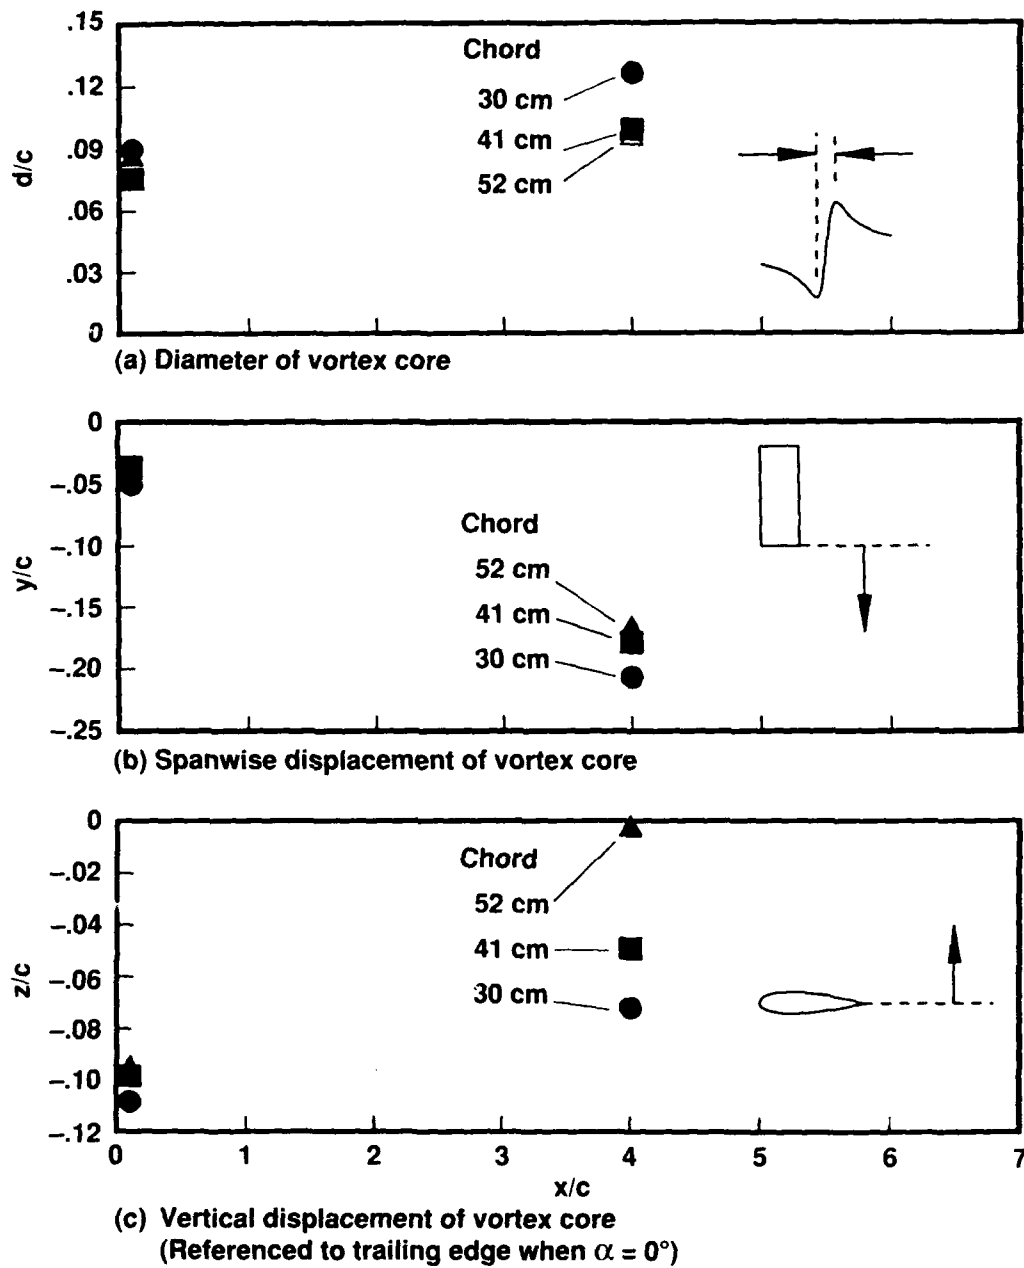 .15
.12
.09
.06
.03
0
d/c
Chord
30 cm
41 cm
52 cm
(a) Diameter of vortex core
0
−.05
−.10
−.15
−.20
−.25
y/c
Chord
52 cm
41 cm
30 cm
(b) Spanwise displacement of vortex core
0
−.02
−.04
−.06
−.08
−.10
−.12
z/c
Chord
52 cm
41 cm
30 cm
0 1 2 3 4 5 6 7
x/c
(c) Vertical displacement of vortex core
(Referenced to trailing edge when α = 0°)